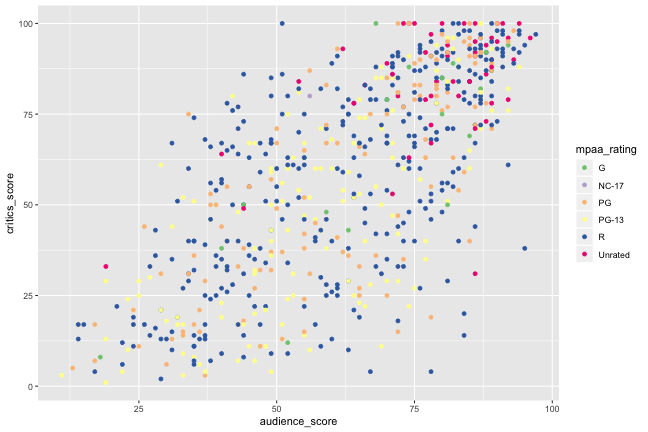 100
75
50
25
0
critics_score
25
50
75
100
audience_score
mpaa_rating
G
NC-17
PG
PG-13
R
Unrated